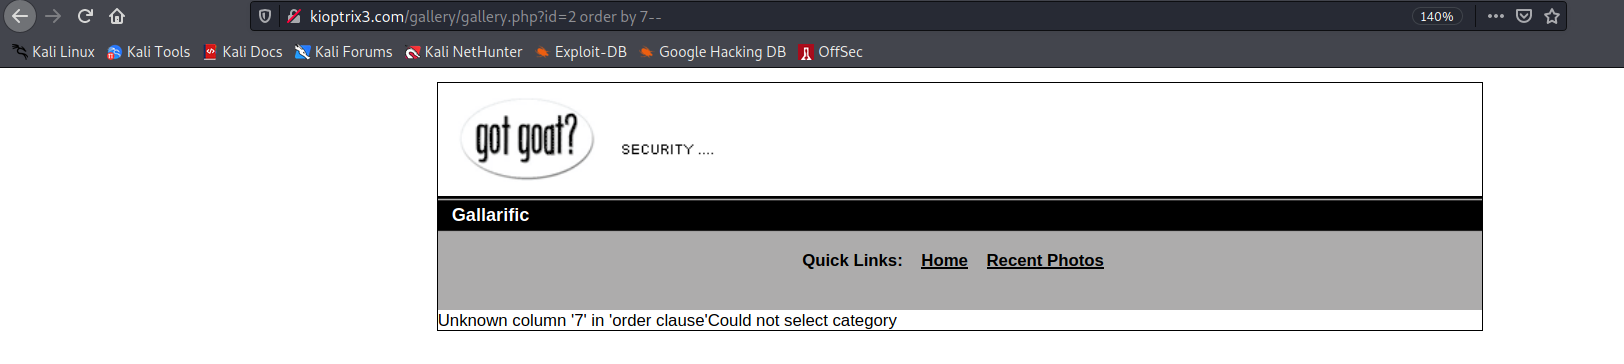 kioptrix3.com/gallery/gallery.php?id=2 order by 7-- 140%
Kali Linux Kali Tools Kali Docs Kali Forums Kali NetHunter Exploit-DB Google Hacking DB OffSec
got goat?
SECURITY ....
Gallarific
Quick Links: Home Recent Photos
Unknown column '7' in 'order clause'Could not select category